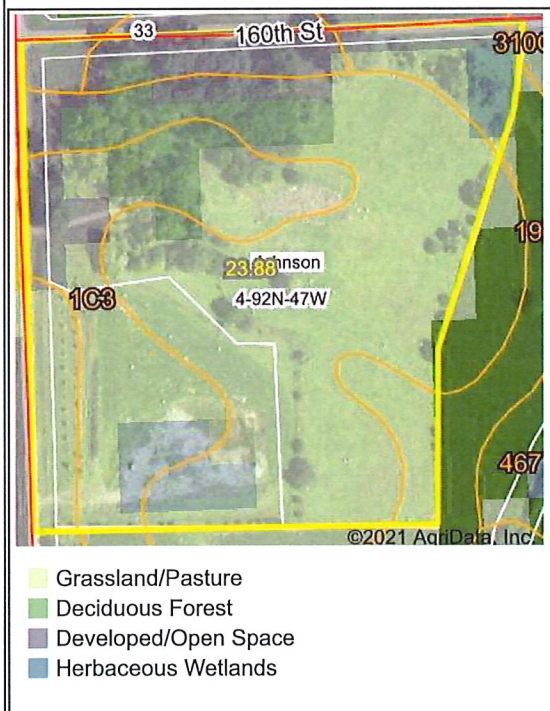 33
160th St
3100
19
23.88
4-92N-47W
1C3
467
©2021 AgriData, Inc.
Grassland/Pasture
Deciduous Forest
Developed/Open Space
Herbaceous Wetlands